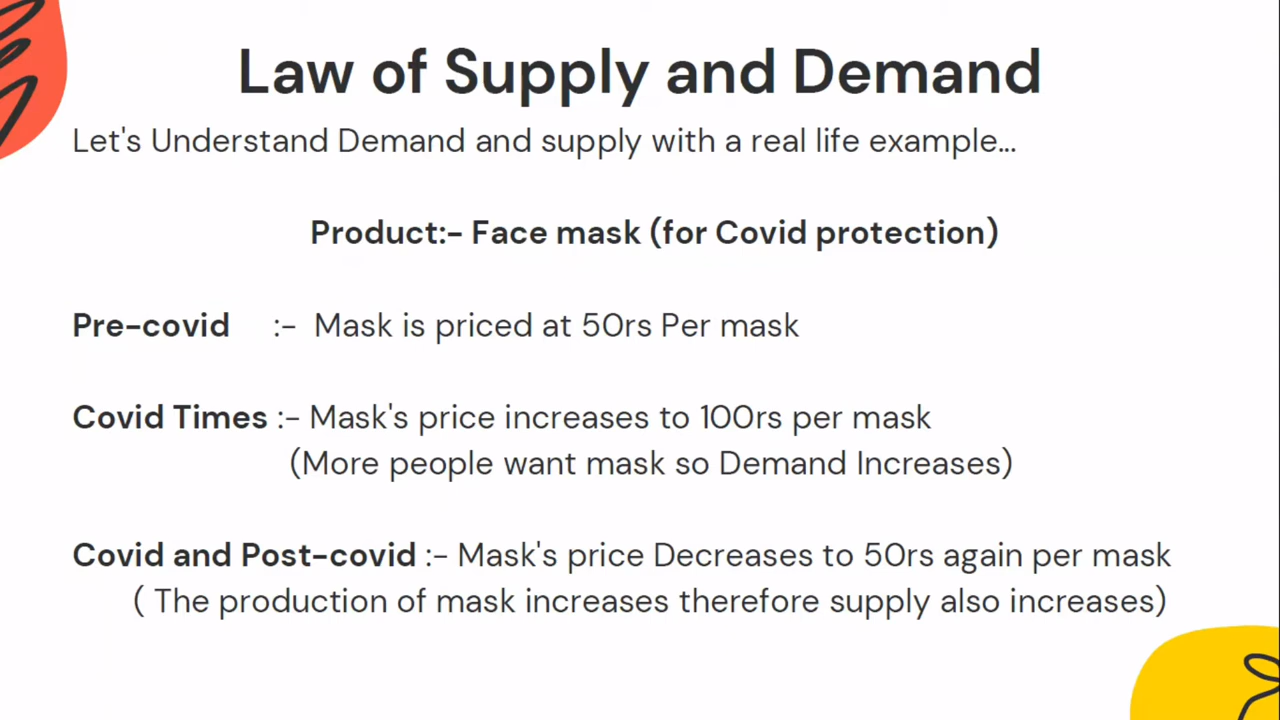 Law of Supply and Demand
Let's Understand Demand and supply with a real life example...
Product:- Face mask (for Covid protection)
Pre-covid :- Mask is priced at 50rs Per mask
Covid Times :- Mask's price increases to 100rs per mask
(More people want mask so Demand Increases)
Covid and Post-covid :- Mask's price Decreases to 50rs again per mask
( The production of mask increases therefore supply also increases)